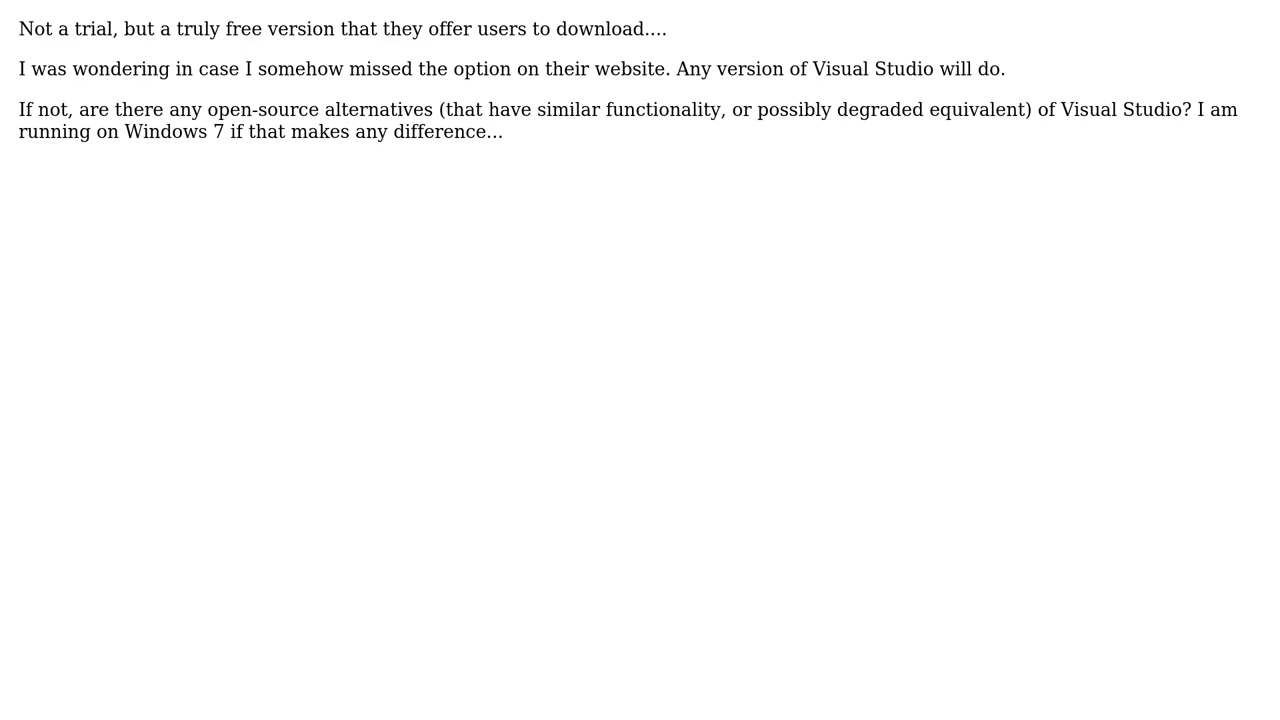 Not a trial, but a truly free version that they offer users to download....
I was wondering in case I somehow missed the option on their website. Any version of Visual Studio will do.
If not, are there any open-source alternatives (that have similar functionality, or possibly degraded equivalent) of Visual Studio? I am
running on Windows 7 if that makes any difference...